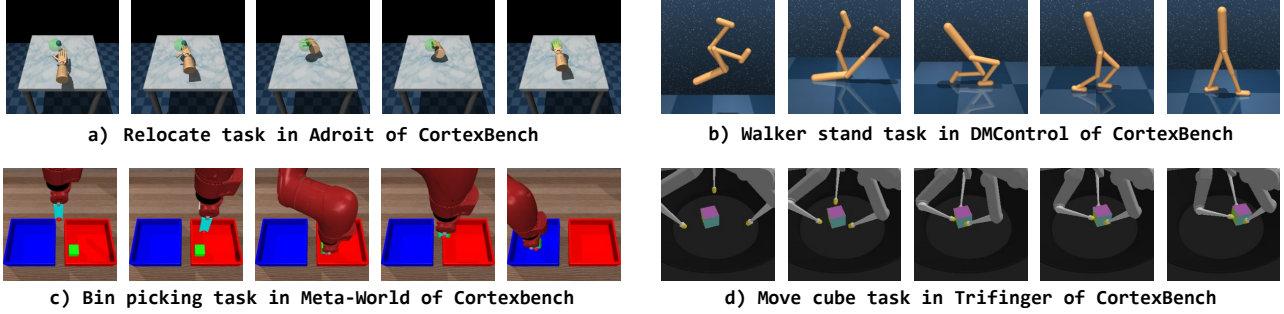 a) Relocate task in Adroit of CortexBench
b) Walker stand task in DMControl of CortexBench
c) Bin picking task in Meta-World of Cortexbench
d) Move cube task in Trifinger of CortexBench